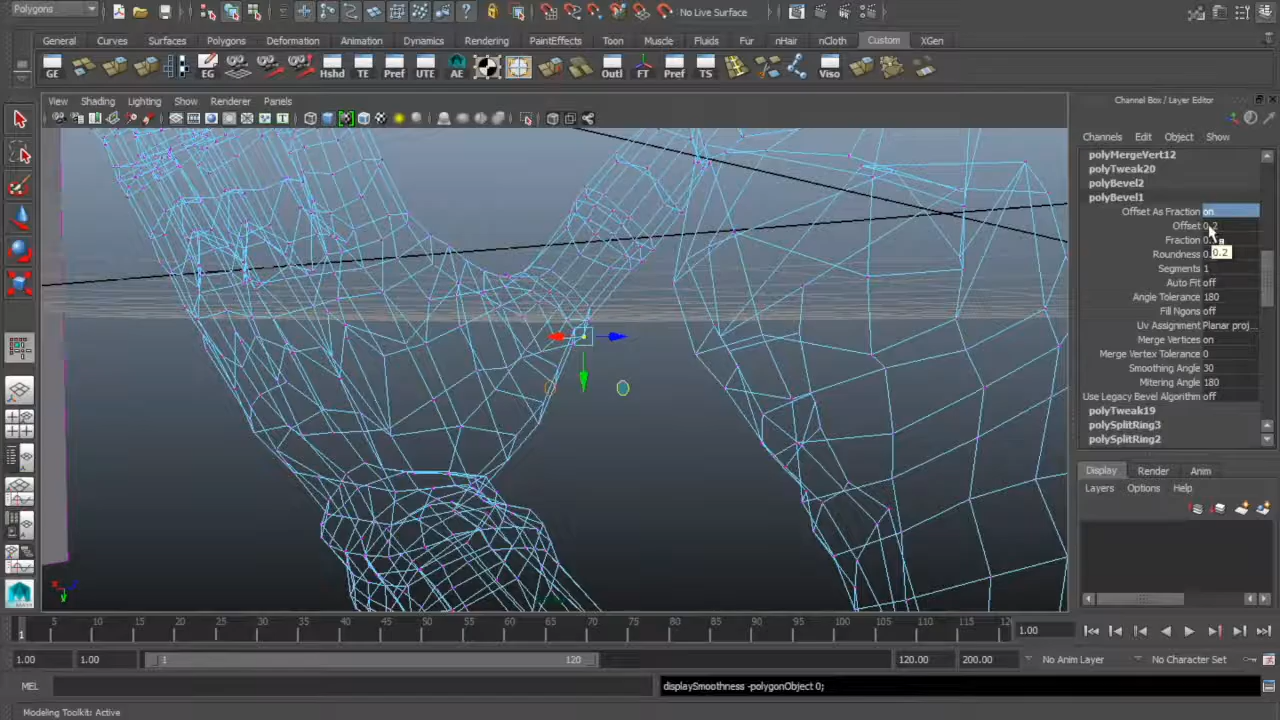 Polygons
No Live Surface
General Curves Surfaces Polygons Deformation Animation Dynamics Rendering PaintEffects Toon Muscle Fluids Fur nHair nCloth Custom XGen
GE EG Hshd TE Pref UTE AE Outl FT Pref TS Viso
View Shading Lighting Show Renderer Panels
Channel Box / Layer Editor
Channels Edit Object Show
polyMergeVert12
polyTweak20
polyBevel2
polyBevel1
Offset As Fraction on
Offset 0.2
Fraction 0.
0.2
Roundness 0.
Segments 1
Auto Fit off
Angle Tolerance 180
Fill Ngons off
Uv Assignment Planar proj...
Merge Vertices on
Merge Vertex Tolerance 0
Smoothing Angle 30
Mitering Angle 180
Use Legacy Bevel Algorithm off
polyTweak19
polySplitRing3
polySplitRing2
Display Render Anim
Layers Options Help
1 5 10 15 20 25 30 35 40 45 50 55 60 65 70 75 80 85 90 95 100 105 110 115 12
1.00
1.00 1.00 1 120 120.00 200.00 No Anim Layer No Character Set
MEL displaySmoothness -polygonObject 0;
Modeling Toolkit: Active